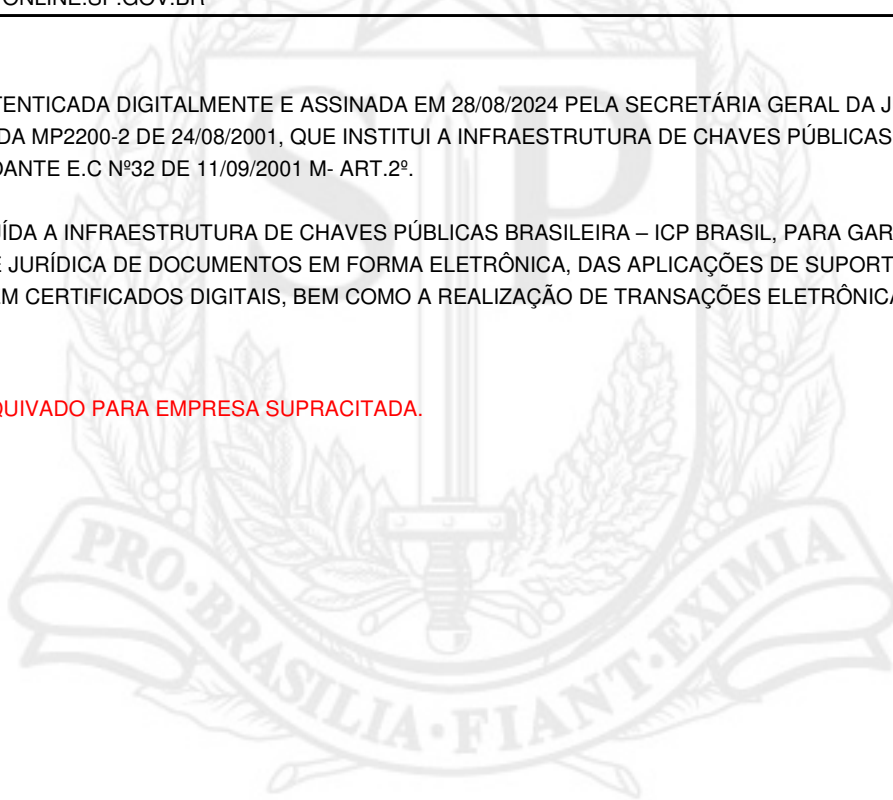 ONLINE.SP.GOV.BR
TENTICADA DIGITALMENTE E ASSINADA EM 28/08/2024 PELA SECRETÁRIA GERAL DA J
DA MP2200-2 DE 24/08/2001, QUE INSTITUI A INFRAESTRUTURA DE CHAVES PÚBLICAS
DANTE E.C Nº32 DE 11/09/2001 M- ART.2º.
ÍDA A INFRAESTRUTURA DE CHAVES PÚBLICAS BRASILEIRA – ICP BRASIL, PARA GAR
E JURÍDICA DE DOCUMENTOS EM FORMA ELETRÔNICA, DAS APLICAÇÕES DE SUPORT
EM CERTIFICADOS DIGITAIS, BEM COMO A REALIZAÇÃO DE TRANSAÇÕES ELETRÔNICA
QUIVADO PARA EMPRESA SUPRACITADA.
SP
PRO·BRASILIA·FIANT·EXIMIA